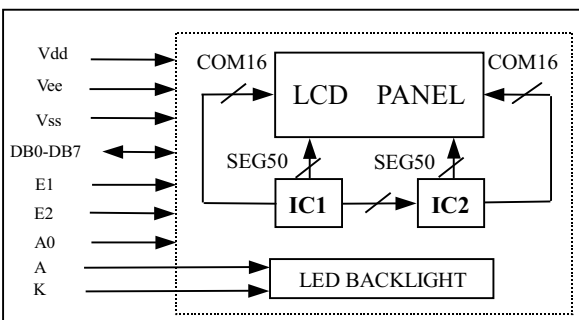 Vdd
Vee
Vss
DB0-DB7
E1
E2
A0
A
K
COM16
COM16
LCD PANEL
SEG50
SEG50
IC1
IC2
LED BACKLIGHT